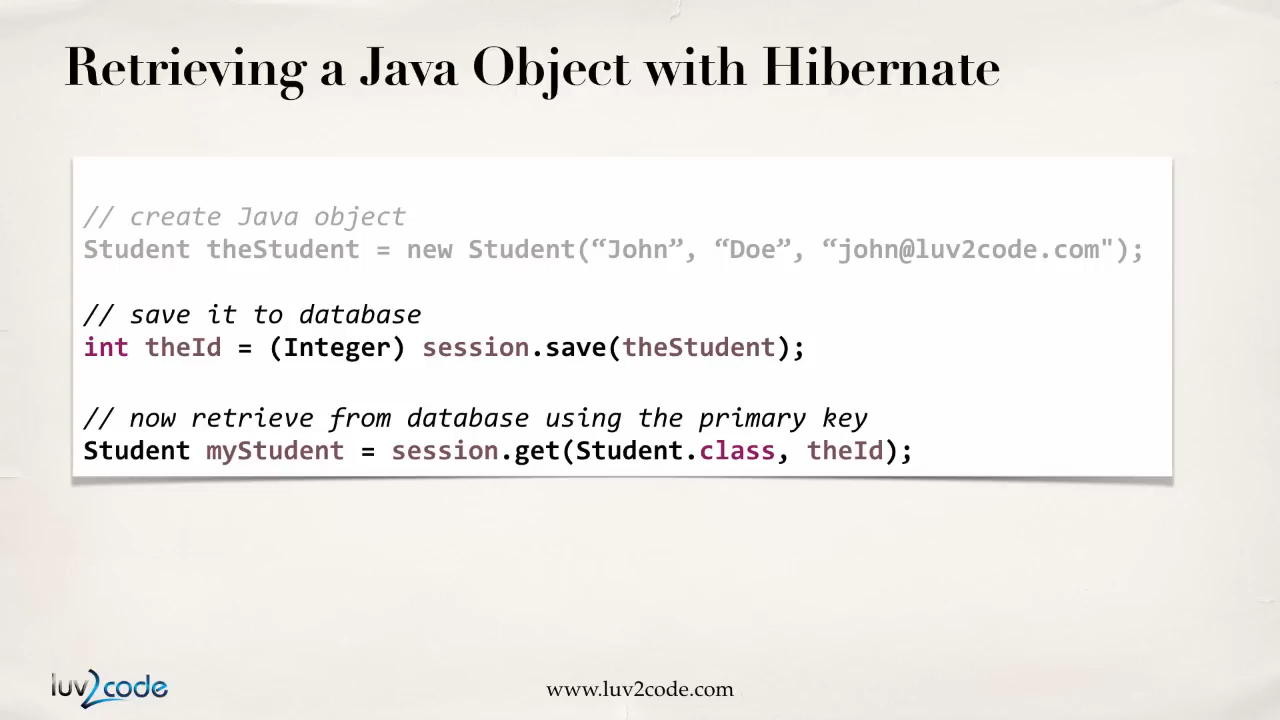 Retrieving a Java Object with Hibernate
// create Java object
Student theStudent = new Student(“John”, “Doe”, “john@luv2code.com");
// save it to database
int theId = (Integer) session.save(theStudent);
// now retrieve from database using the primary key
Student myStudent = session.get(Student.class, theId);
luv2code
www.luv2code.com